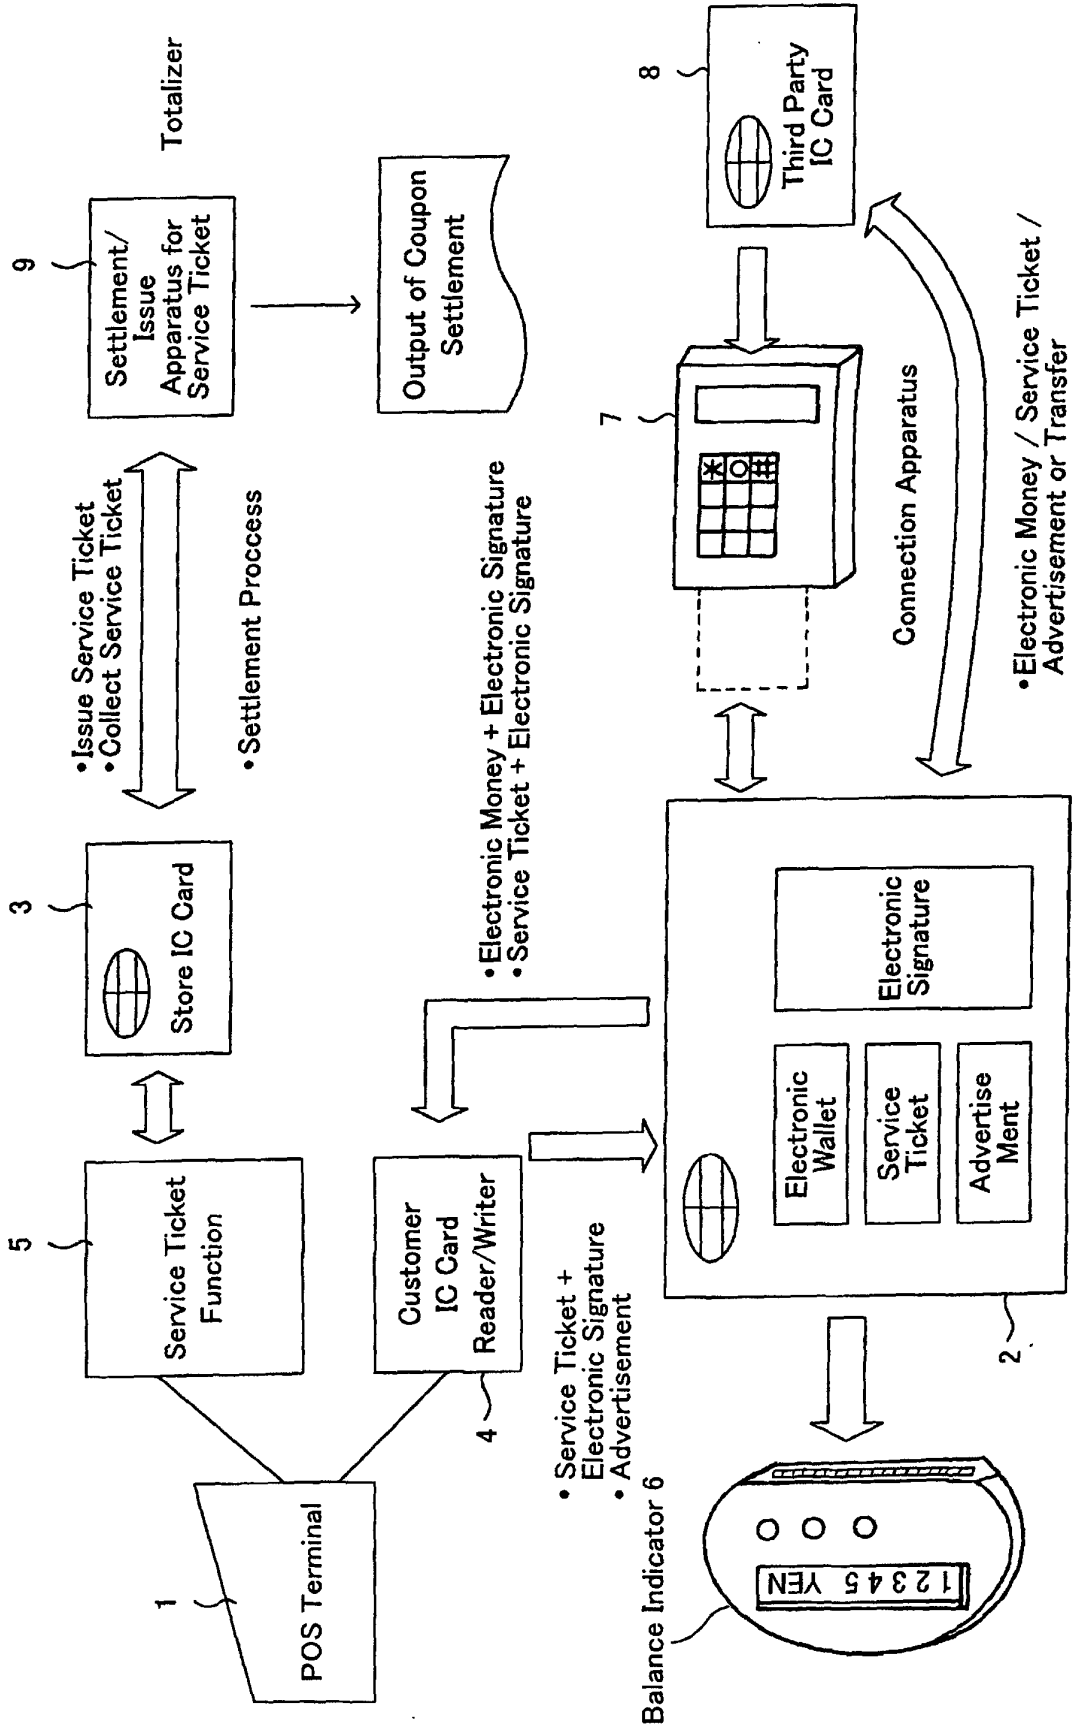 1
POS Terminal
5
Service Ticket
Function
3
Store IC Card
•Issue Service Ticket
•Collect Service Ticket
•Settlement Proccess
9
Settlement/
Issue
Apparatus for
Service Ticket
Totalizer
Output of Coupon
Settlement
4
Customer
IC Card
Reader/Writer
•Electronic Money + Electronic Signature
•Service Ticket + Electronic Signature
• Service Ticket +
Electronic Signature
• Advertisement
Balance Indicator 6
12345 YEN
2
Electronic
Wallet
Service
Ticket
Advertise
Ment
Electronic
Signature
7
*
○
#
Connection Apparatus
8
Third Party
IC Card
•Electronic Money / Service Ticket /
Advertisement or Transfer